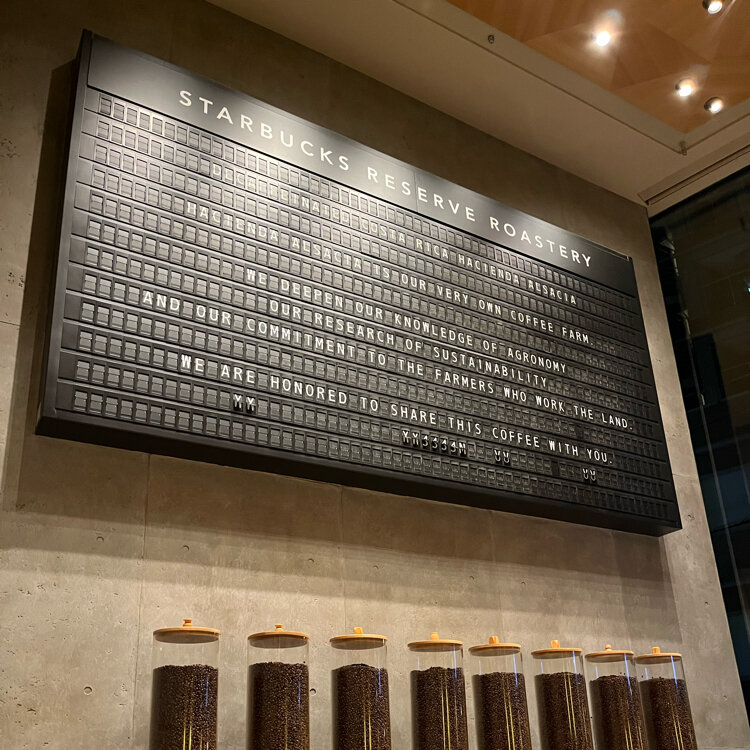 STARBUCKS RESERVE ROASTERY
DECAFFEINATED COSTA RICA HACIENDA ALSACIA
HACIENDA ALSACIA IS OUR VERY OWN COFFEE FARM.
WE DEEPEN OUR KNOWLEDGE OF AGRONOMY
OUR RESEARCH OF SUSTAINABILITY
AND OUR COMMITMENT TO THE FARMERS WHO WORK THE LAND.
WE ARE HONORED TO SHARE THIS COFFEE WITH YOU.